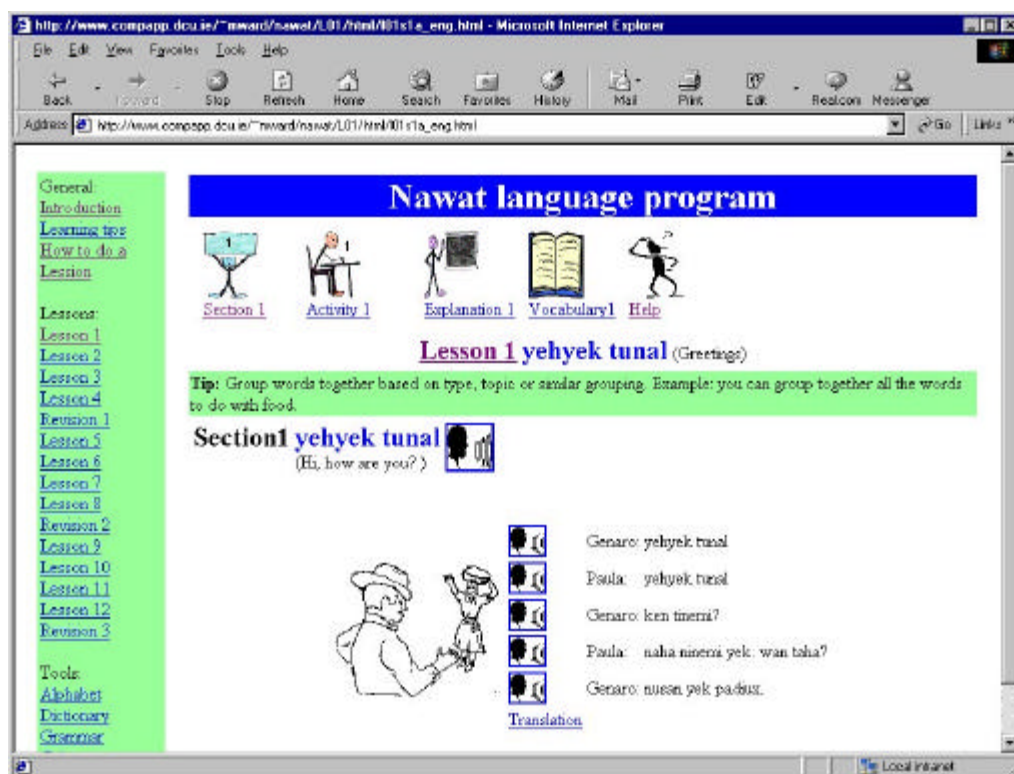 http://www.compapp.dcu.ie/~mward/nawat/L01/html/l01s1a_eng.html - Microsoft Internet Explorer
File Edit View Favorites Tools Help
Back Forward Stop Refresh Home Search Favorites History Mail Print Edit Real.com Messenger
Address http://www.compapp.dcu.ie/~mward/nawat/L01/html/l01s1a_eng.html Go Links
General:
Introduction
Learning tips
How to do a
Lession
Lessons:
Lesson 1
Lesson 2
Lesson 3
Lesson 4
Revision 1
Lesson 5
Lesson 6
Lesson 7
Lesson 8
Revision 2
Lesson 9
Lesson 10
Lesson 11
Lesson 12
Revision 3
Tools:
Alphabet
Dictionary
Grammar
Nawat language program
1 1
Section 1 Activity 1 Explanation 1 Vocabulary1 Help
Lesson 1 yehyek tunal (Greetings)
Tip: Group words together based on type, topic or similar grouping. Example: you can group together all the words
to do with food.
Section1 yehyek tunal
(Hi, how are you? )
Genaro: yehyek tunal
Paula: yehyek tunal
Genaro: ken tinemi?
Paula: naha ninemi yek. wan taha?
Genaro: nusan yek padiux.
Translation
Local intranet